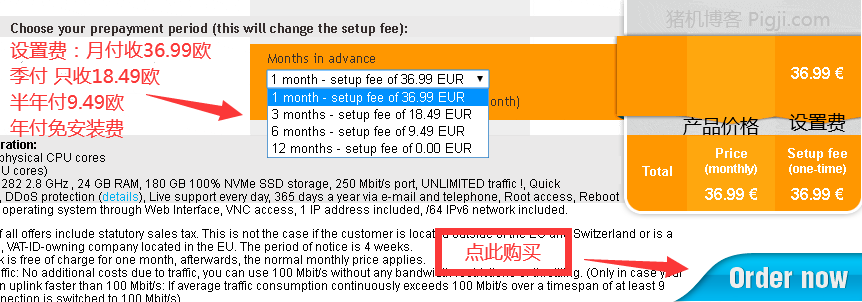 猪机博客 Pigji.com
Choose your prepayment period (this will change the setup fee):
设置费：月付收36.99欧
季付 只收18.49欧
半年付9.49欧
年付免安装费
Months in advance
1 month - setup fee of 36.99 EUR
1 month - setup fee of 36.99 EUR
3 months - setup fee of 18.49 EUR
6 months - setup fee of 9.49 EUR
12 months - setup fee of 0.00 EUR
onth)
36.99 €
产品价格 设置费
Total Price (monthly) Setup fee (one-time)
36.99 € 36.99 €
ration:
physical CPU cores
U cores)
282 2.8 GHz , 24 GB RAM, 180 GB 100% NVMe SSD storage, 250 Mbit/s port, UNLIMITED traffic !, Quick
, DDoS protection (details), Live support every day, 365 days a year via e-mail and telephone, Root access, Reboot
operating system through Web Interface, VNC access, 1 IP address included, /64 IPv6 network included.
f all offers include statutory sales tax. This is not the case if the customer is located outside of the EU and Switzerland or is a
, VAT-ID-owning company located in the EU. The period of notice is 4 weeks.
k is free of charge for one month, afterwards, the normal monthly price applies.
ffic: No additional costs due to traffic, you can use 100 Mbit/s without any bandwidth restrictions or throttling. (Only in case your
n uplink faster than 100 Mbit/s: If average traffic consumption continuously exceeds 100 Mbit/s over a timespan of at least 9
nnection is switched to 100 Mbit/s)
点此购买
Order now